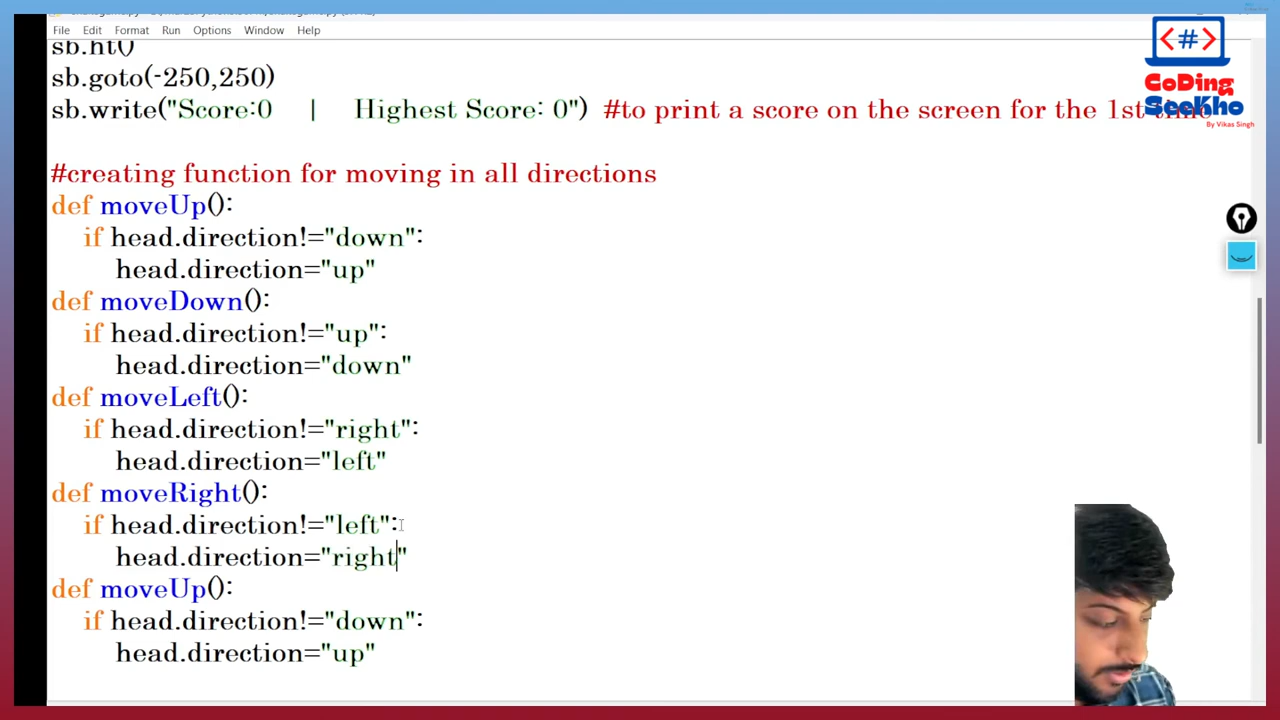 File Edit Format Run Options Window Help
sb.ht()
sb.goto(-250,250)
sb.write("Score:0 | Highest Score: 0") #to print a score on the screen for the 1st time
#creating function for moving in all directions
def moveUp():
if head.direction!="down":
head.direction="up"
def moveDown():
if head.direction!="up":
head.direction="down"
def moveLeft():
if head.direction!="right":
head.direction="left"
def moveRight():
if head.direction!="left":
head.direction="right"
def moveUp():
if head.direction!="down":
head.direction="up"
<#>
CoDing
SeeKho
By Vikas Singh